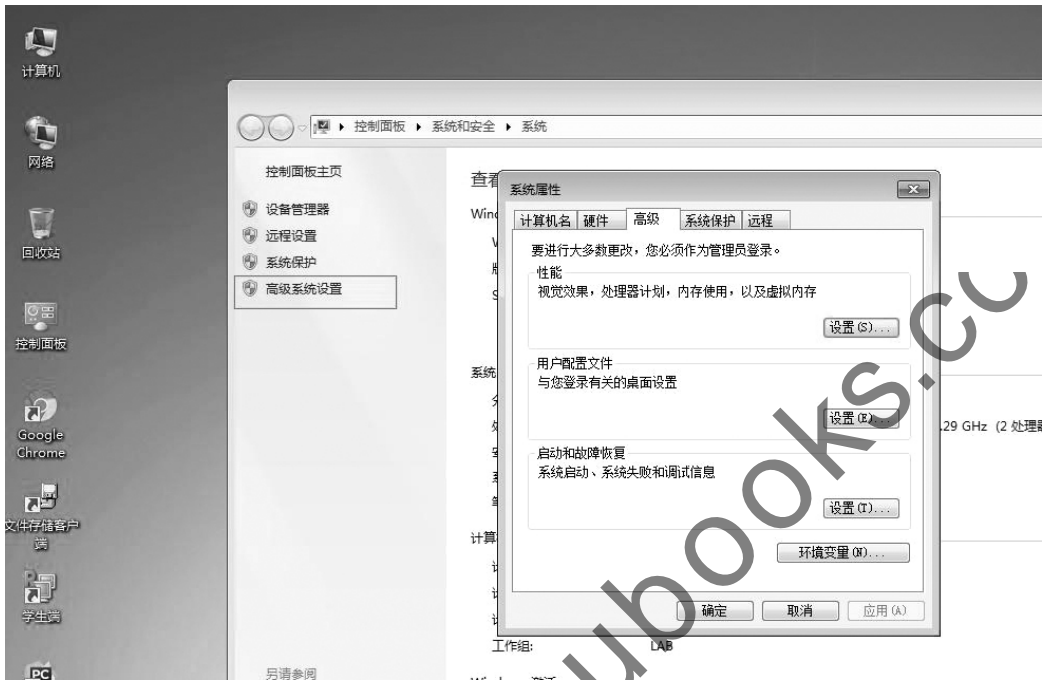 计算机
网络
回收站
控制面板
Google
Chrome
文件存储客户
端
学生端
PC
控制面板 系统和安全 系统
控制面板主页
设备管理器
远程设置
系统保护
高级系统设置
另请参阅
查看
Wind
系统
计算
工作组: LAB
.29 GHz (2 处理器
系统属性
计算机名 硬件 高级 系统保护 远程
要进行大多数更改，您必须作为管理员登录。
性能
视觉效果，处理器计划，内存使用，以及虚拟内存
设置(S)...
用户配置文件
与您登录有关的桌面设置
设置(E)...
启动和故障恢复
系统启动、系统失败和调试信息
设置(T)...
环境变量(N)...
确定 取消 应用(A)
ubooks.co